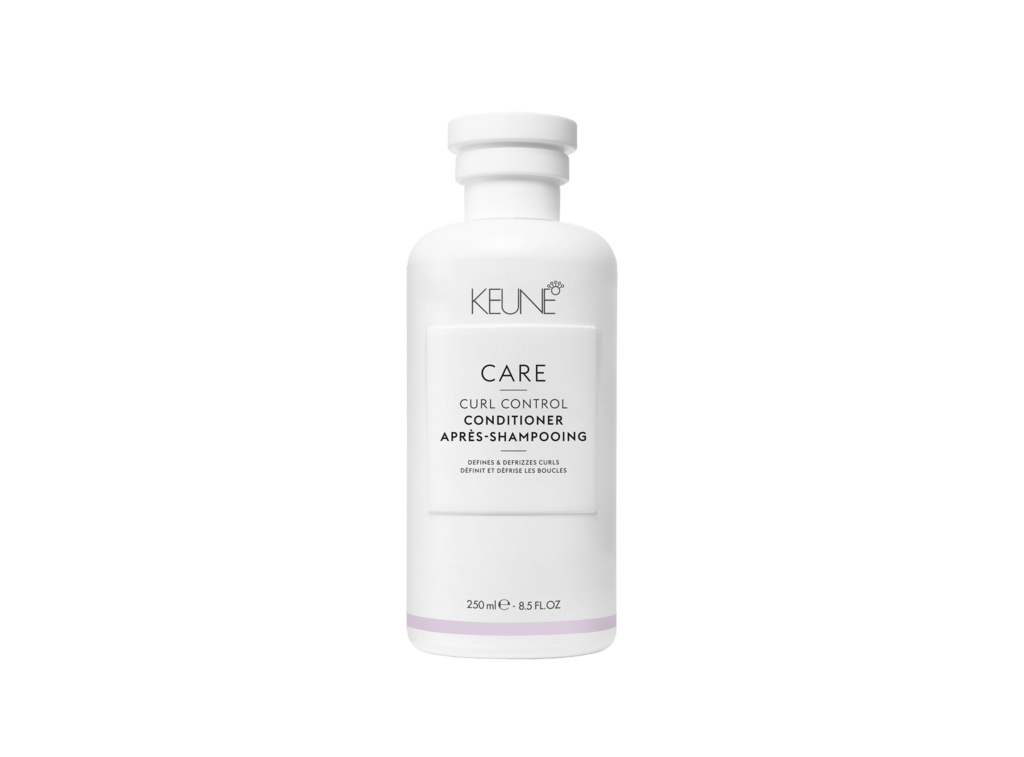 KEUNE
CARE
CURL CONTROL
CONDITIONER
APRÈS-SHAMPOOING
DEFINES & DEFRIZZES CURLS
DÉFINIT ET DÉFRISE LES BOUCLES
250 ml ℮ - 8.5 FL.OZ